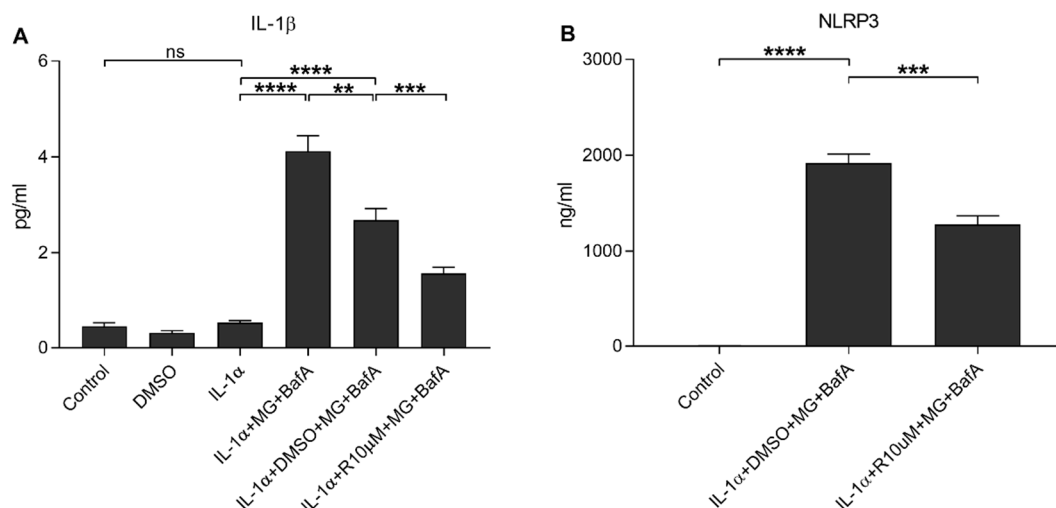 A
IL-1β
ns
****
**** ** ***
pg/ml
6
4
2
0
Control
DMSO
IL-1α
IL-1α+MG+BafA
IL-1α+DMSO+MG+BafA
IL-1α+R10μM+MG+BafA
B
NLRP3
**** ***
ng/ml
3000
2000
1000
0
Control
IL-1α+DMSO+MG+BafA
IL-1α+R10uM+MG+BafA